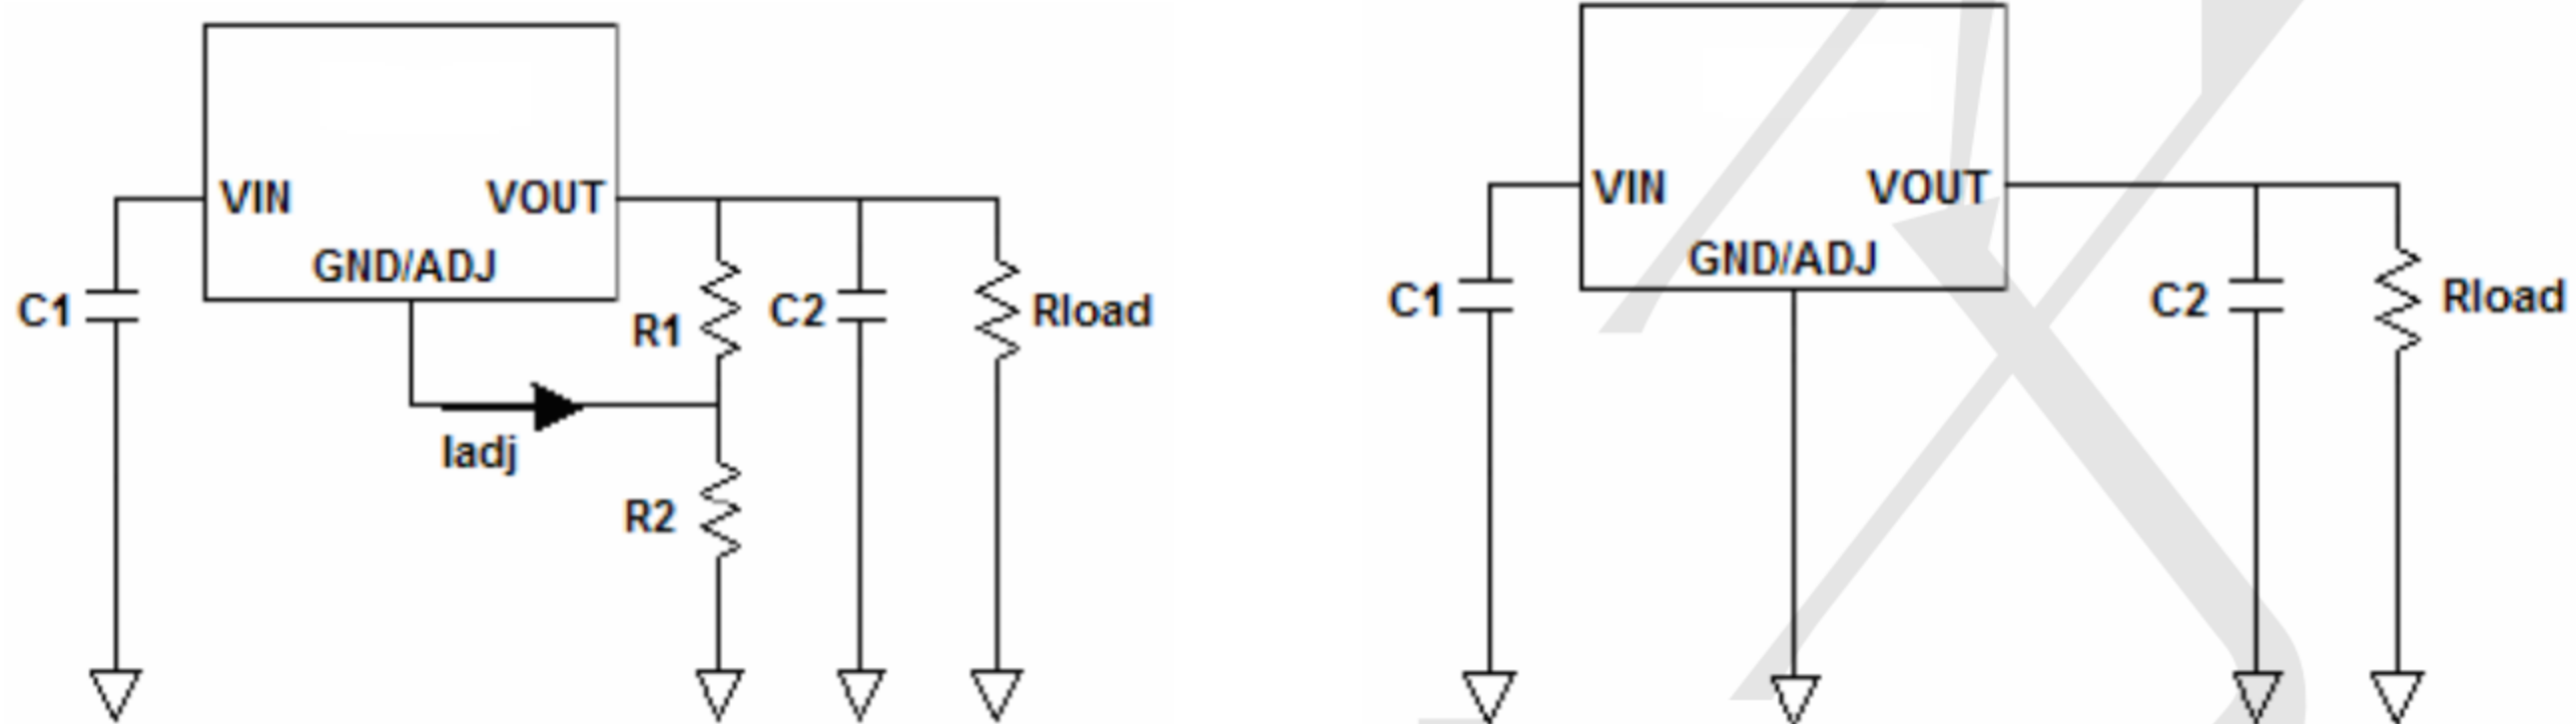 VIN VOUT
GND/ADJ
C1
R1
C2
Rload
Iadj
R2
VIN VOUT
GND/ADJ
C1
C2
Rload